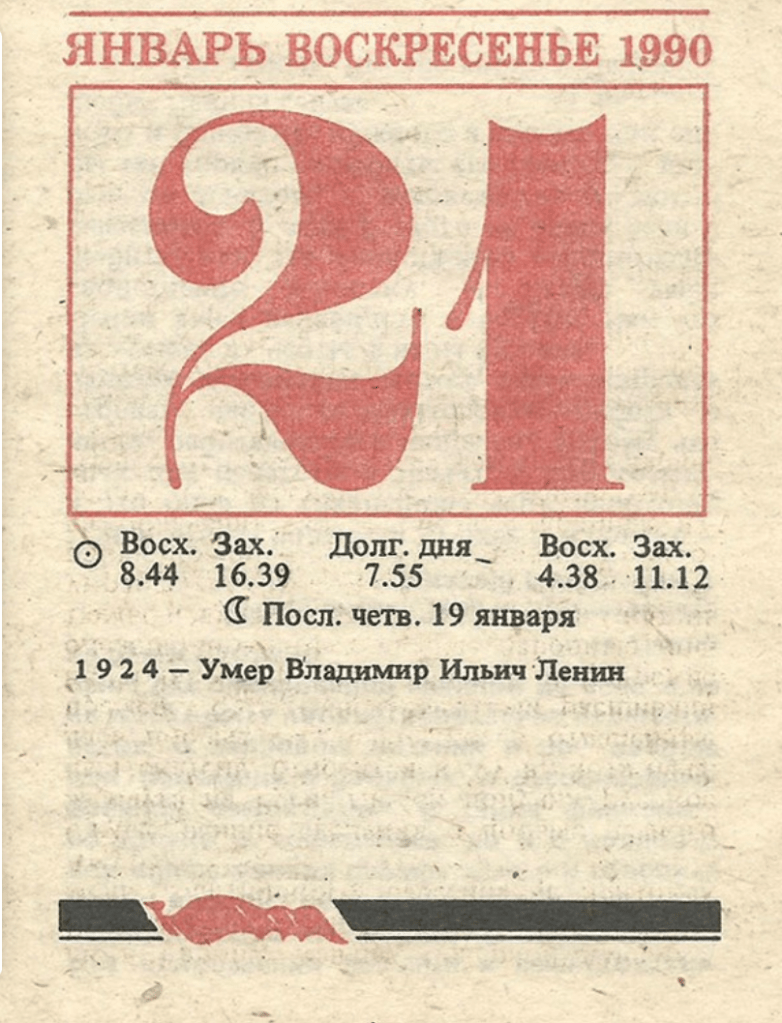 ЯНВАРЬ ВОСКРЕСЕНЬЕ 1990
21
Восх. Зах. Долг. дня Восх. Зах.
8.44 16.39 7.55 4.38 11.12
Посл. четв. 19 января
1924 – Умер Владимир Ильич Ленин